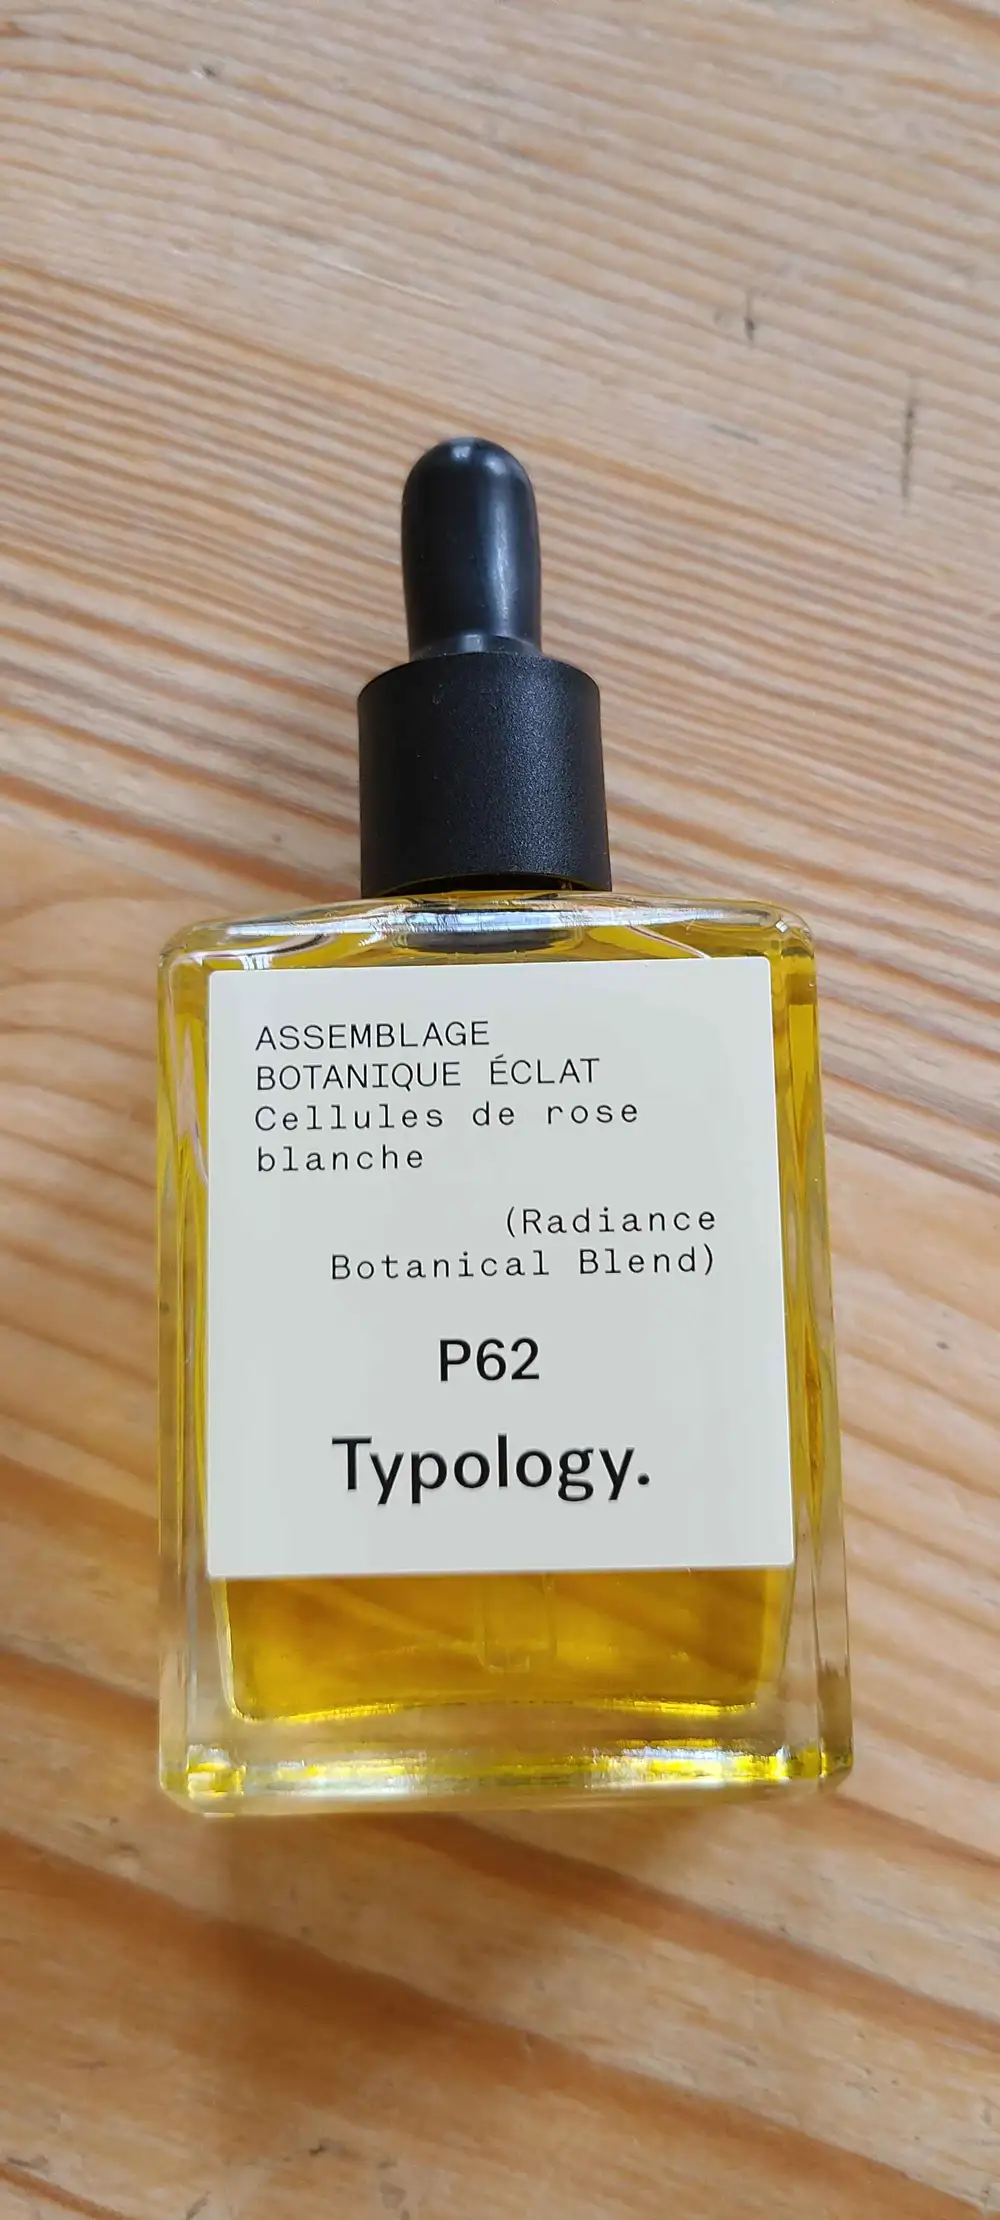 ASSEMBLAGE
BOTANIQUE ÉCLAT
Cellules de rose
blanche
(Radiance
Botanical Blend)
P62
Typology.